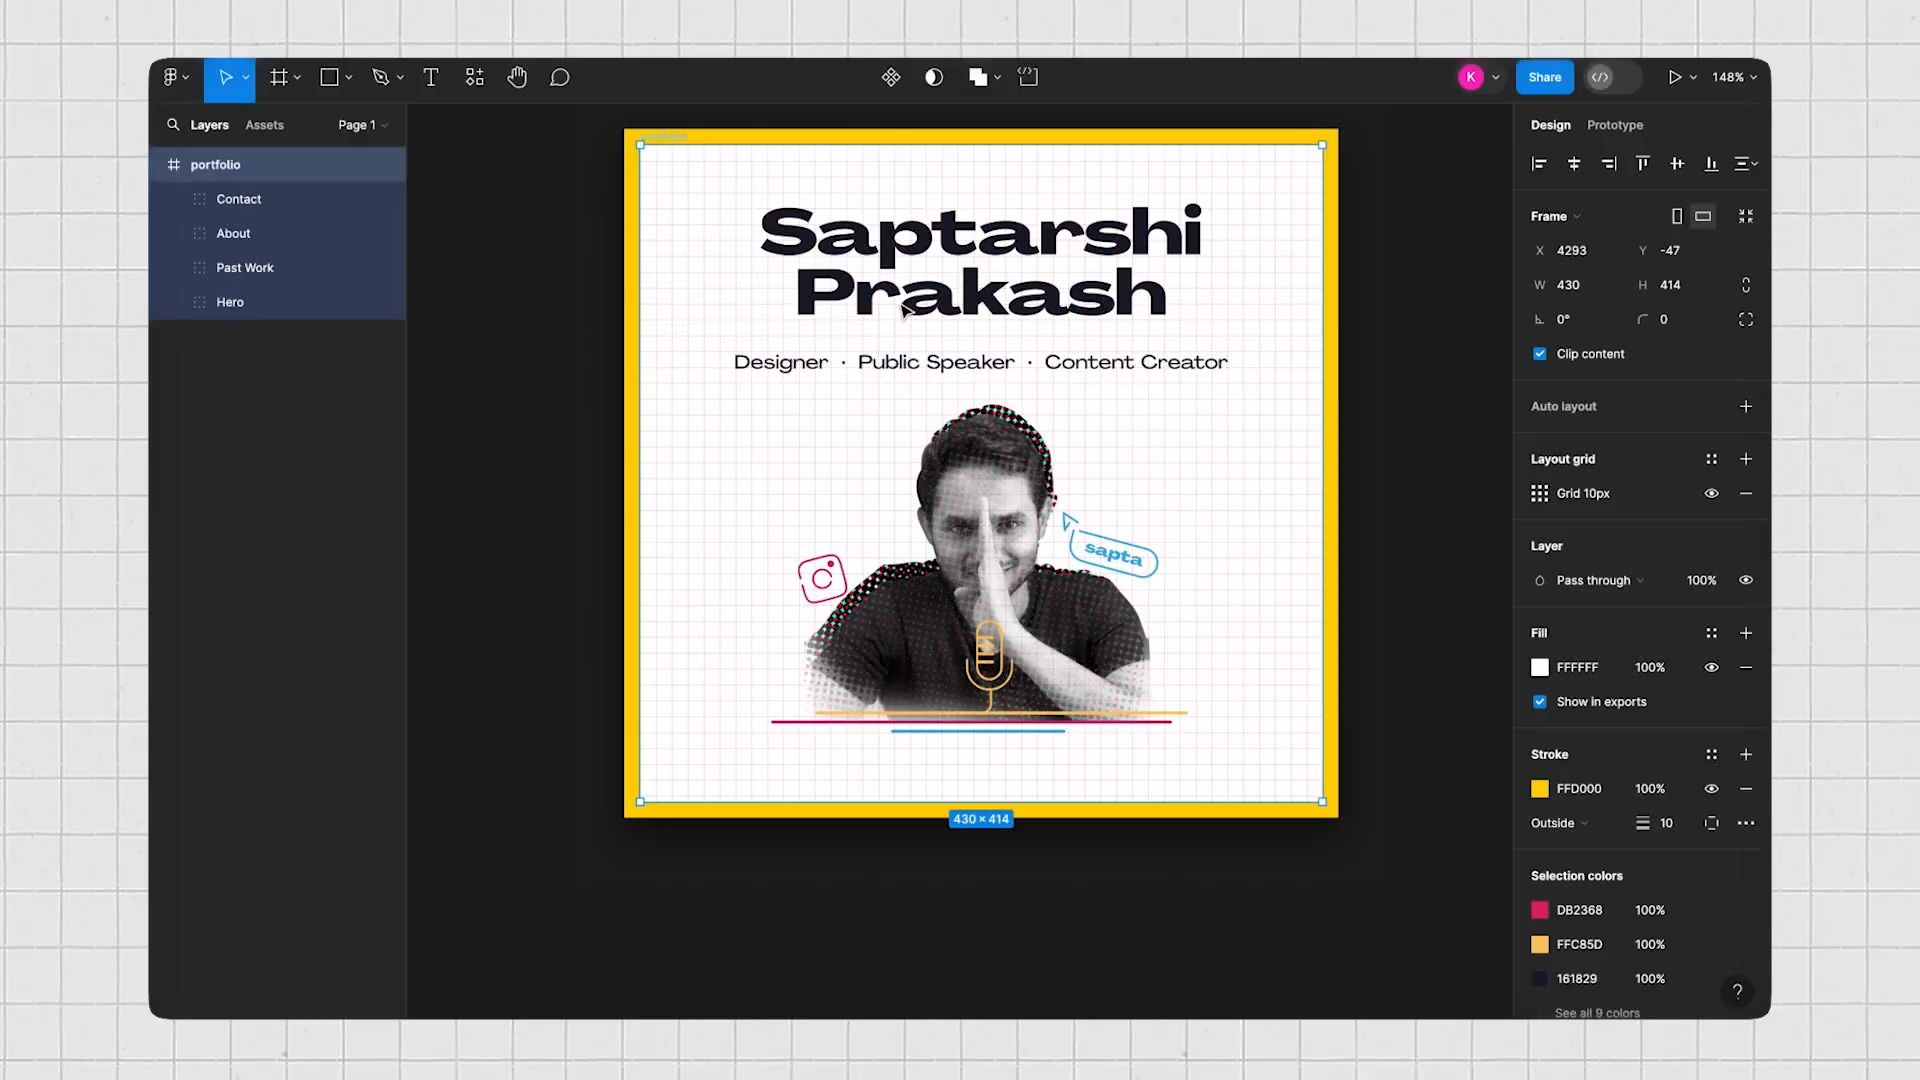 K
Share
148%
Layers
Assets
Page 1
portfolio
Contact
About
Past Work
Hero
Saptarshi
Prakash
Designer · Public Speaker · Content Creator
sapta
430 × 414
Design
Prototype
Frame
X 4293
Y -47
W 430
H 414
0°
0
Clip content
Auto layout
Layout grid
Grid 10px
Layer
Pass through
100%
Fill
FFFFFF
100%
Show in exports
Stroke
FFD000
100%
Outside
10
Selection colors
DB2368
100%
FFC85D
100%
161829
100%
See all 9 colors
?